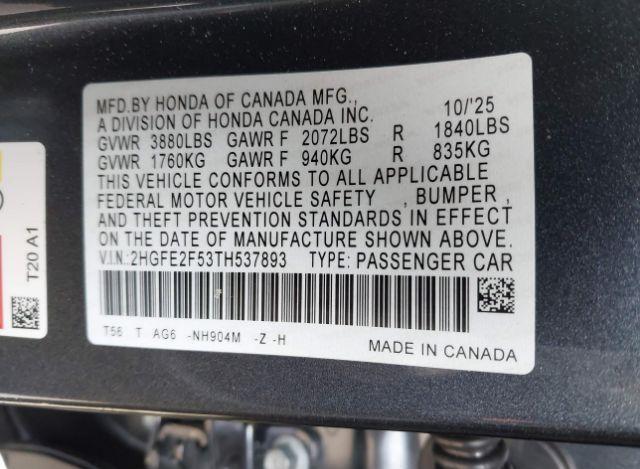 MFD.BY HONDA OF CANADA MFG., 10/'25
A DIVISION OF HONDA CANADA INC.
GVWR 3880LBS GAWR F 2072LBS R 1840LBS
GVWR 1760KG GAWR F 940KG R 835KG
THIS VEHICLE CONFORMS TO ALL APPLICABLE
FEDERAL MOTOR VEHICLE SAFETY , BUMPER ,
AND THEFT PREVENTION STANDARDS IN EFFECT
ON THE DATE OF MANUFACTURE SHOWN ABOVE.
V.I.N.:2HGFE2F53TH537893 TYPE: PASSENGER CAR
T56 T AG6 -NH904M -Z -H
MADE IN CANADA
T20 A1